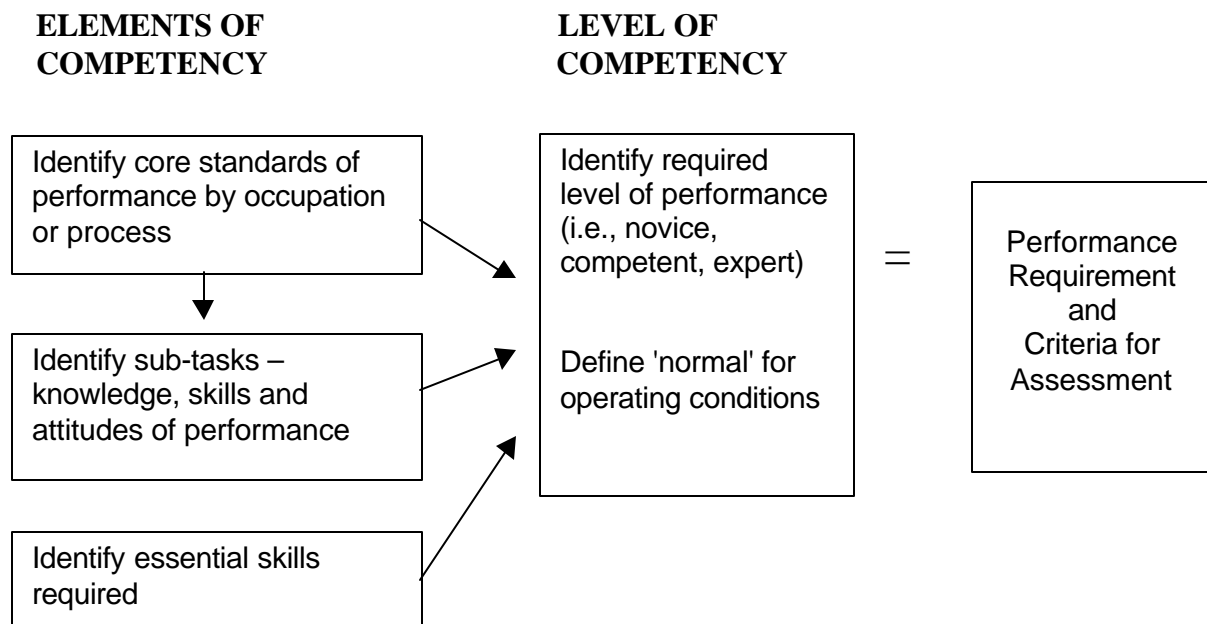 ELEMENTS OF
COMPETENCY
LEVEL OF
COMPETENCY
Identify core standards of
performance by occupation
or process
Identify sub-tasks –
knowledge, skills and
attitudes of performance
Identify essential skills
required
Identify required
level of performance
(i.e., novice,
competent, expert)
Define 'normal' for
operating conditions
=
Performance
Requirement
and
Criteria for
Assessment